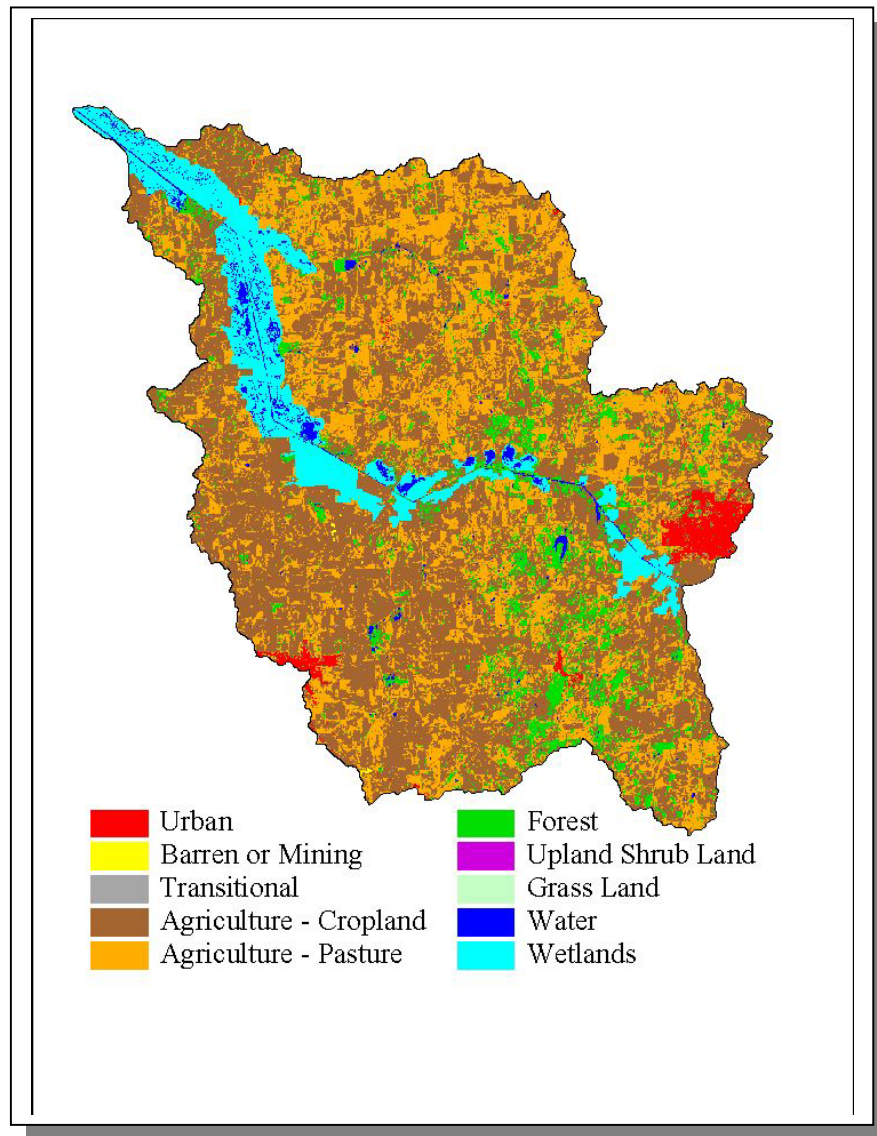 Urban
Barren or Mining
Transitional
Agriculture - Cropland
Agriculture - Pasture
Forest
Upland Shrub Land
Grass Land
Water
Wetlands